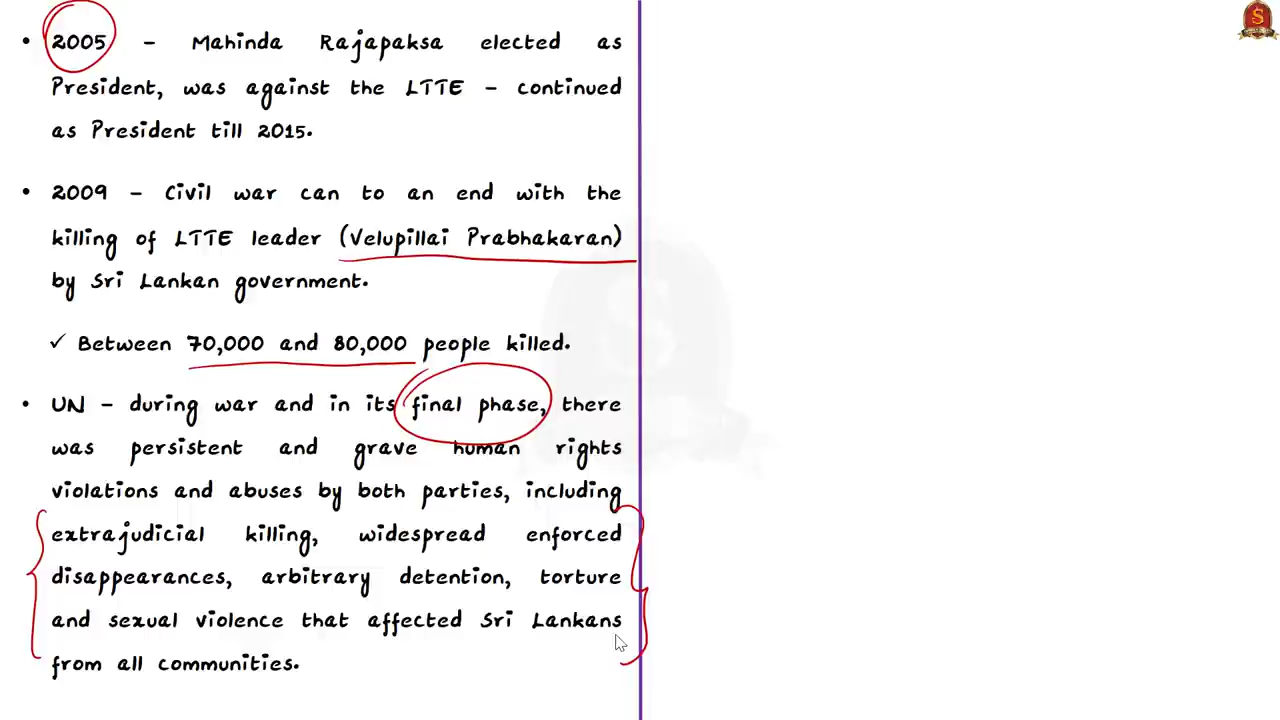 • 2005 – Mahinda Rajapaksa elected as
President, was against the LTTE – continued
as President till 2015.
• 2009 – Civil war can to an end with the
killing of LTTE leader (Velupillai Prabhakaran)
by Sri Lankan government.
✓ Between 70,000 and 80,000 people killed.
• UN – during war and in its final phase, there
was persistent and grave human rights
violations and abuses by both parties, including
extrajudicial killing, widespread enforced
disappearances, arbitrary detention, torture
and sexual violence that affected Sri Lankans
from all communities.